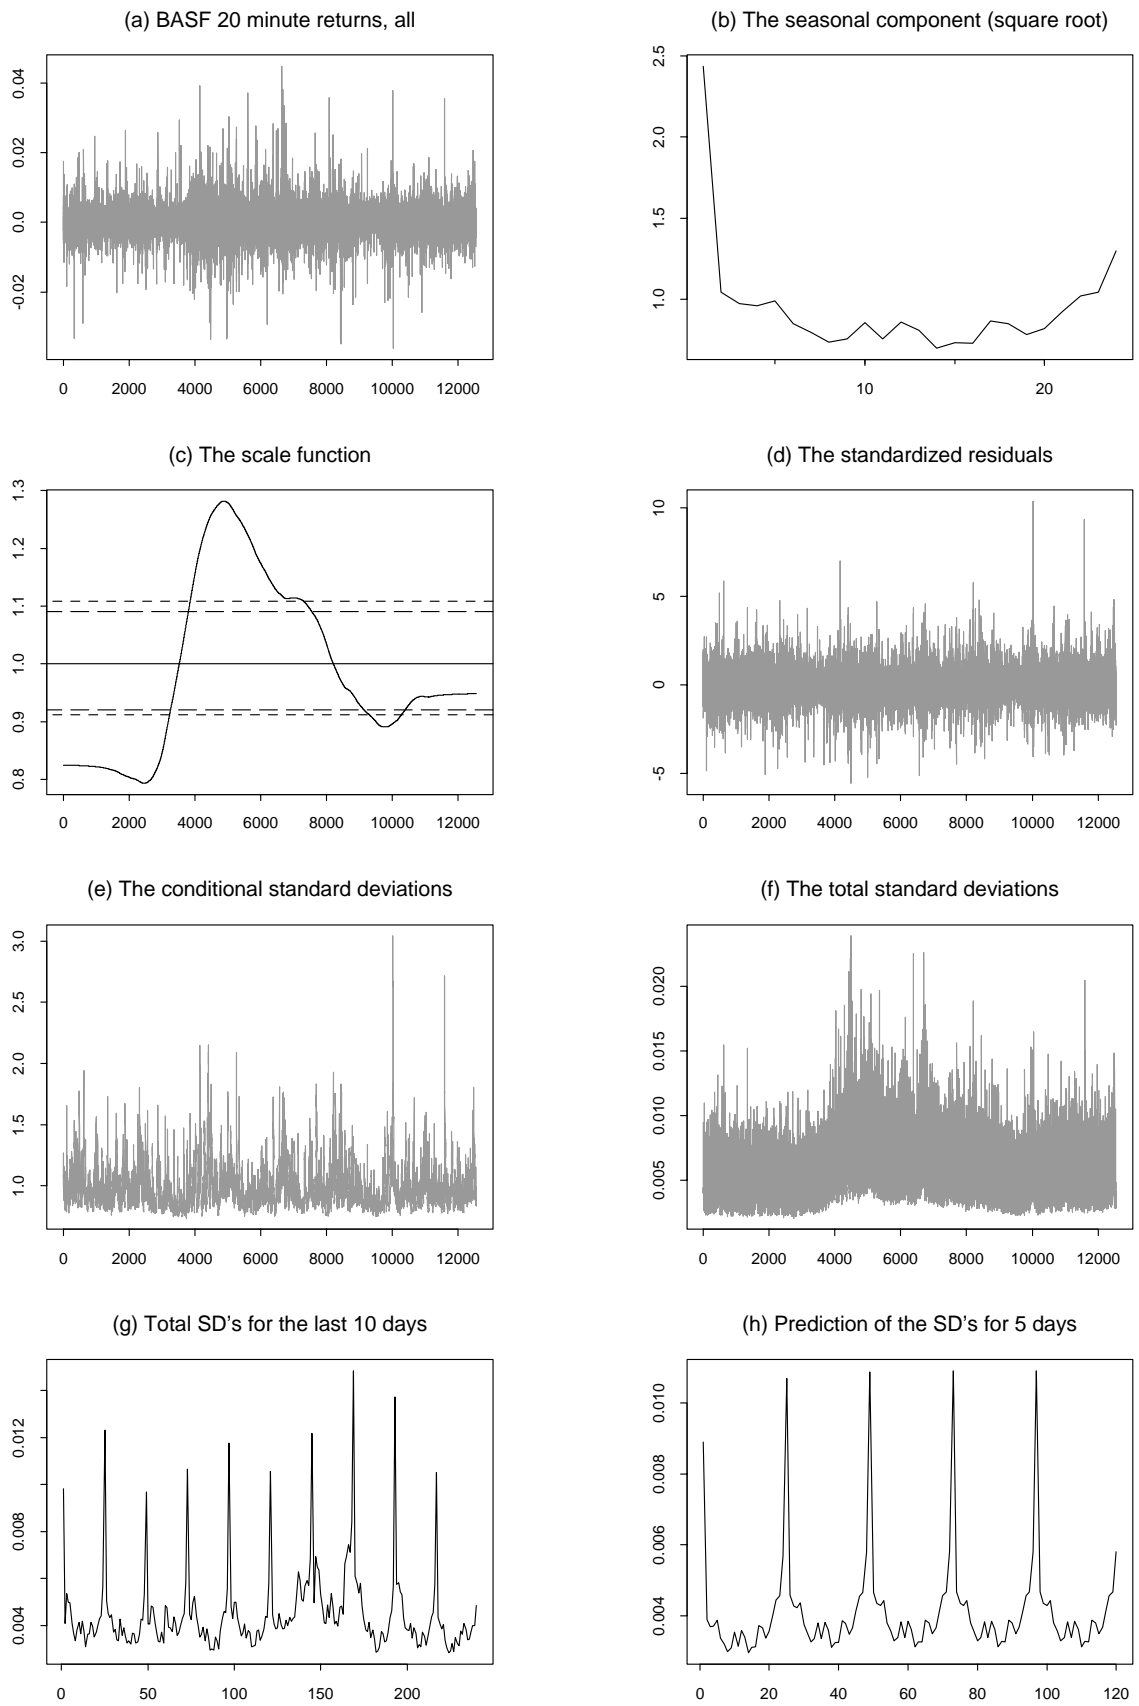 (a) BASF 20 minute returns, all
0.04
0.02
0.0
-0.02
0 2000 4000 6000 8000 10000 12000
(b) The seasonal component (square root)
2.5
2.0
1.5
1.0
10 20
(c) The scale function
1.3
1.2
1.1
1.0
0.9
0.8
0 2000 4000 6000 8000 10000 12000
(d) The standardized residuals
10
5
0
-5
0 2000 4000 6000 8000 10000 12000
(e) The conditional standard deviations
3.0
2.5
2.0
1.5
1.0
0 2000 4000 6000 8000 10000 12000
(f) The total standard deviations
0.020
0.015
0.010
0.005
0 2000 4000 6000 8000 10000 12000
(g) Total SD's for the last 10 days
0.012
0.008
0.004
0 50 100 150 200
(h) Prediction of the SD's for 5 days
0.010
0.008
0.006
0.004
0 20 40 60 80 100 120